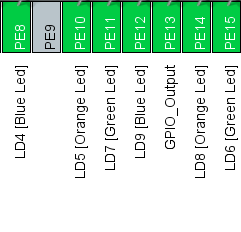 PE8
PE9
PE10
PE11
PE12
PE13
PE14
PE15
LD4 [Blue Led]
LD5 [Orange Led]
LD7 [Green Led]
LD9 [Blue Led]
GPIO_Output
LD8 [Orange Led]
LD6 [Green Led]